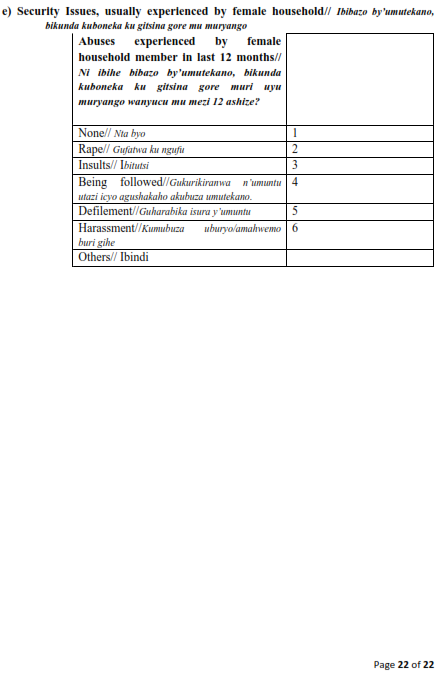 e) Security Issues, usually experienced by female household// Ibibazo by’umutekano,
bikunda kuboneka ku gitsina gore mu muryango
Abuses experienced by female
household member in last 12 months//
Ni ibihe bibazo by’umutekano, bikunda
kuboneka ku gitsina gore muri uyu
muryango wanyucu mu mezi 12 ashize?
None// Nta byo 1
Rape// Gufatwa ku ngufu 2
Insults// Ibitutsi 3
Being followed//Gukurikiranwa n’umuntu 4
utazi icyo agushakaho akubuza umutekano.
Defilement//Guharabika isura y’umuntu 5
Harassment//Kumubuza uburyo/amahwemo 6
buri gihe
Others// Ibindi
Page 22 of 22